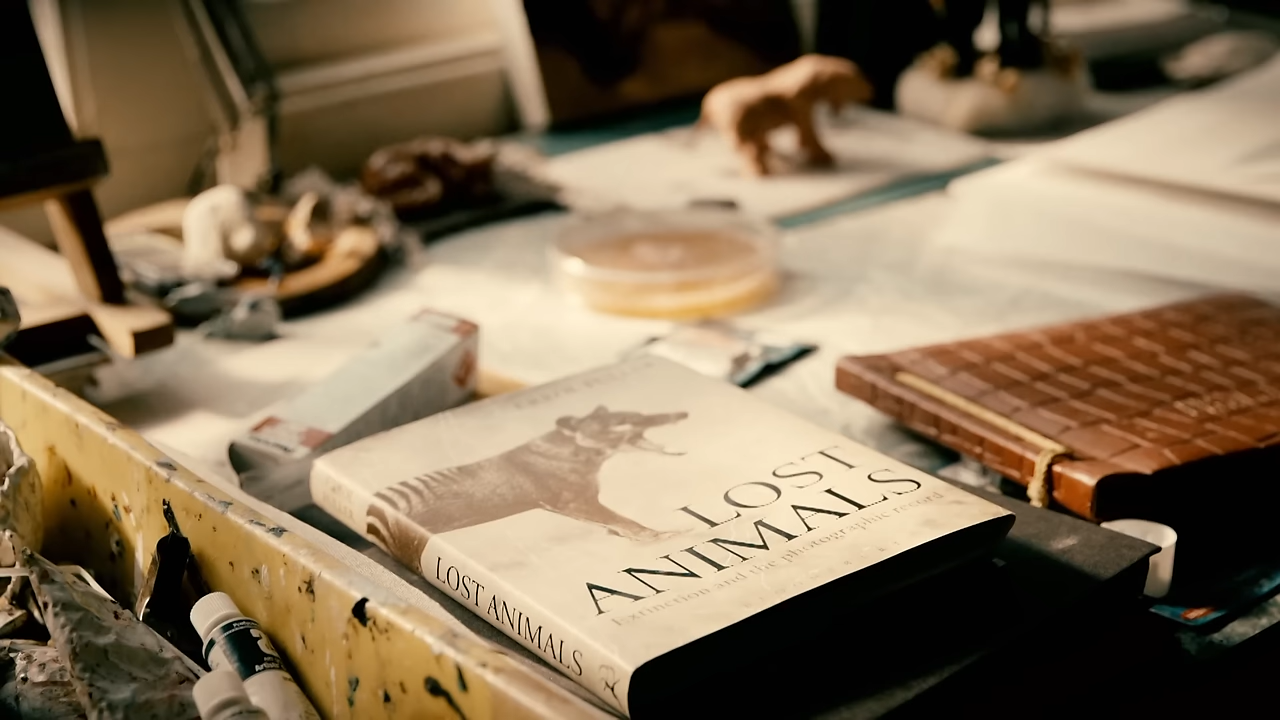 LOST
ANIMALS
Extinction and the photographic record
LOST ANIMALS